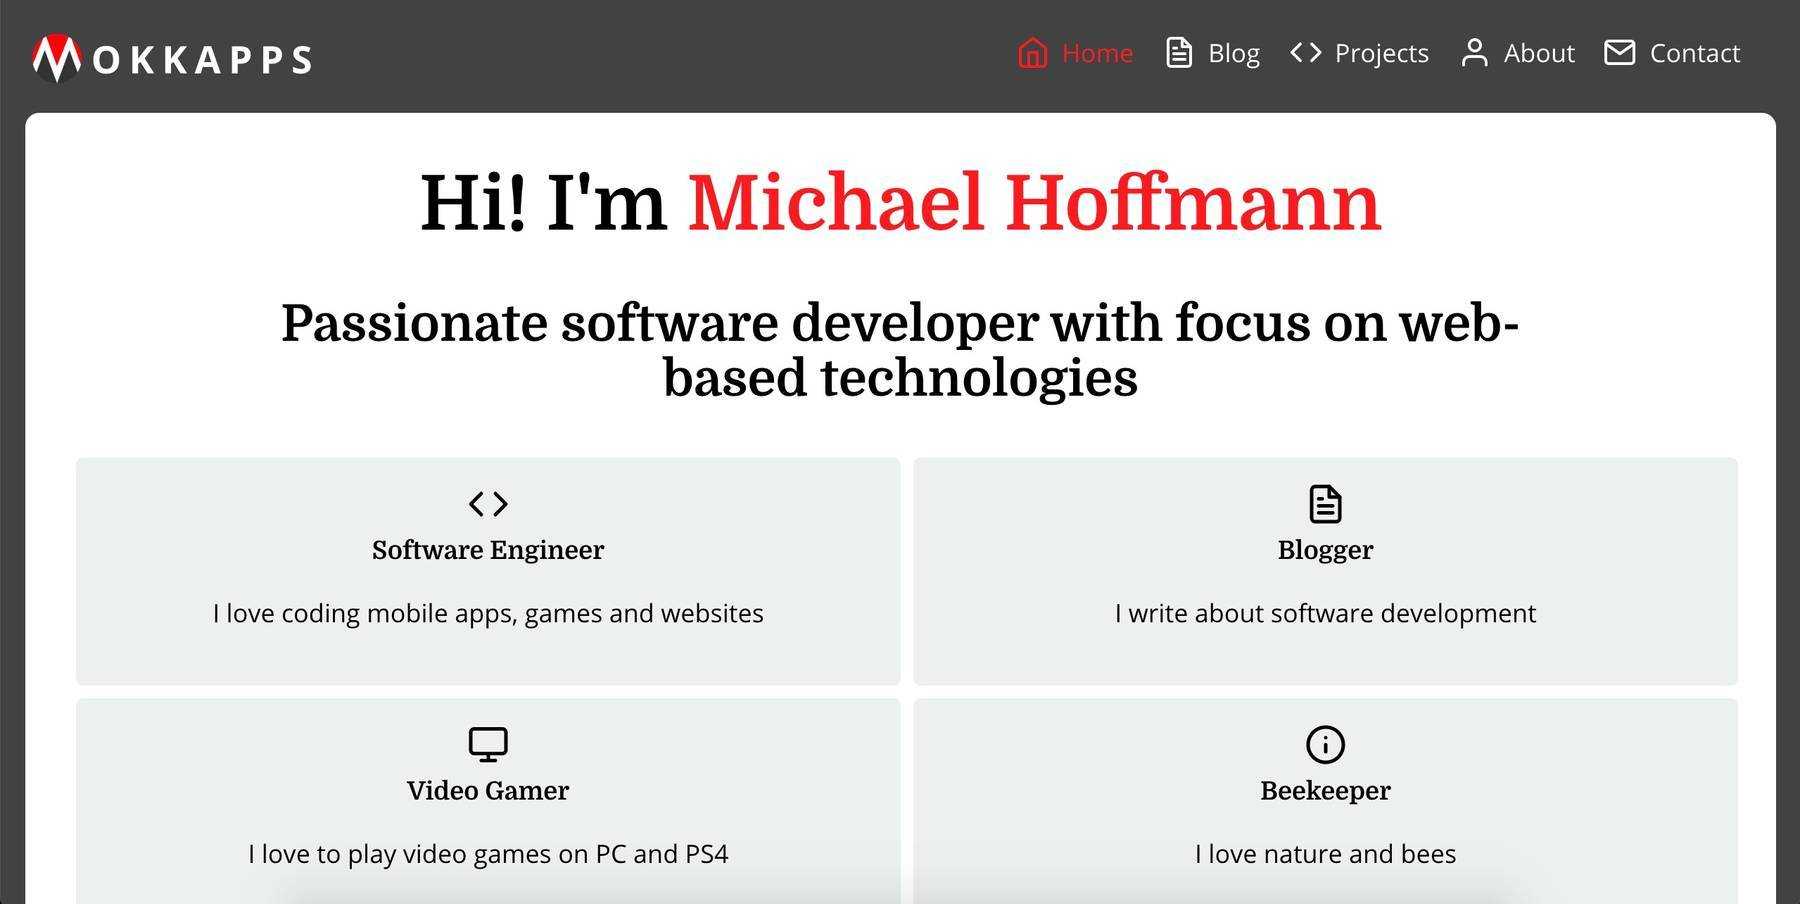 MOKKAPPS
Home Blog Projects About Contact
Hi! I'm Michael Hoffmann
Passionate software developer with focus on web-
based technologies
Software Engineer
I love coding mobile apps, games and websites
Blogger
I write about software development
Video Gamer
I love to play video games on PC and PS4
Beekeeper
I love nature and bees